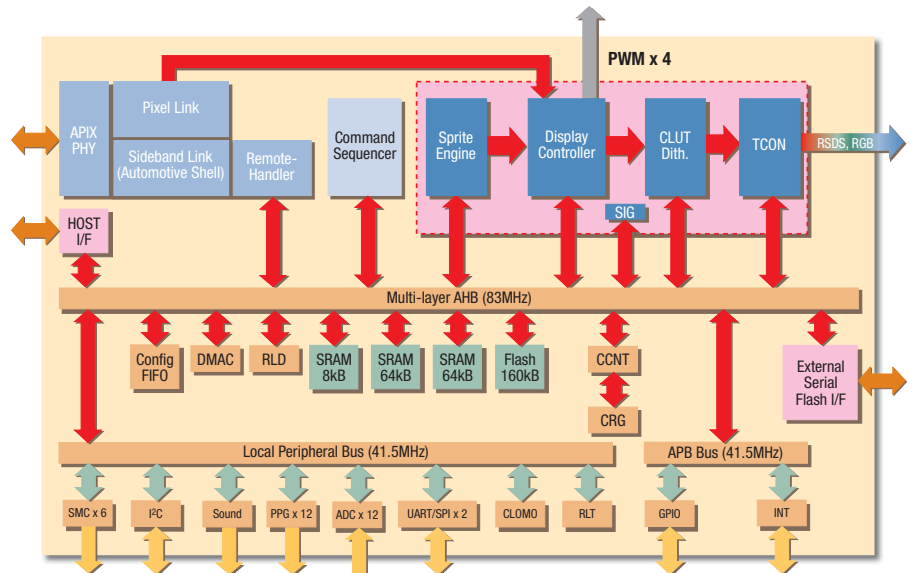 PWM x 4
APIX
PHY
Pixel Link
Sideband Link
(Automotive Shell)
Remote-
Handler
Command
Sequencer
Sprite
Engine
Display
Controller
CLUT
Dith.
TCON
RSDS, RGB
SIG
HOST
I/F
Multi-layer AHB (83MHz)
Config
FIFO
DMAC
RLD
SRAM
8kB
SRAM
64kB
SRAM
64kB
Flash
160kB
CCNT
CRG
External
Serial
Flash I/F
Local Peripheral Bus (41.5MHz)
APB Bus (41.5MHz)
SMC x 6
I²C
Sound
PPG x 12
ADC x 12
UART/SPI x 2
CLOMO
RLT
GPIO
INT